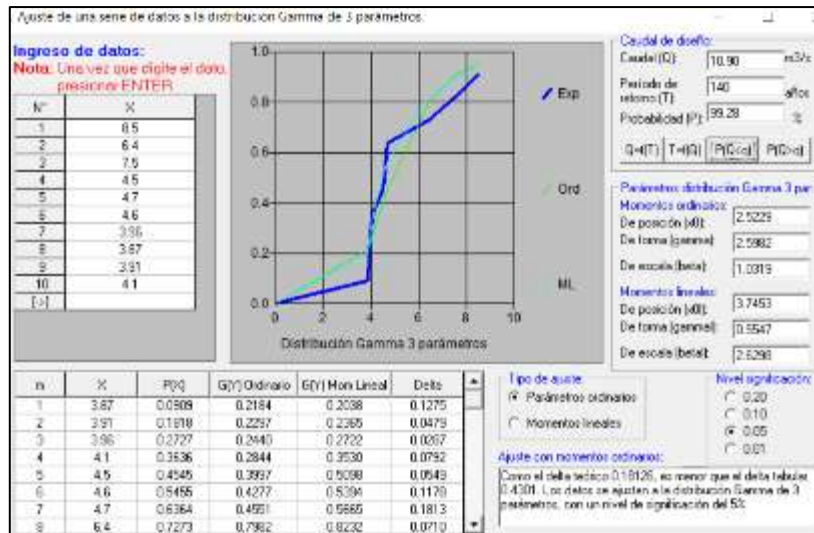 Ajuste de una serie de datos a la distribución Gamma de 3 parámetros.
Ingreso de datos:
Nota: Una vez que digite el dato,
presionar ENTER
N° X
1 8.5
2 6.4
3 7.5
4 4.5
5 4.7
6 4.6
7 3.96
8 3.87
9 3.91
10 4.1
1.0
0.8
0.6
0.4
0.2
0.0
0 2 4 6 8 10
Distribución Gamma 3 parámetros
Exp
Ord
ML
Caudal de diseño:
Caudal (Q): 10.90 m3/s
Período de
retorno (T): 140 años
Probabilidad (P): 99.28 %
Q=f(T) T=f(Q) P(Q<q) P(Q>q)
Parámetros distribución Gamma 3 par
Momentos ordinarios:
De posición (x0): 2.5229
De forma (gamma): 2.5982
De escala (beta): 1.0319
Momentos lineales:
De posición (x0l): 3.7453
De forma (gammal): 0.5547
De escala (betal): 2.6298
m X P(X) G(Y) Ordinario G(Y) Mom Lineal Delta
1 3.87 0.0909 0.2184 0.2038 0.1275
2 3.91 0.1818 0.2297 0.2365 0.0479
3 3.96 0.2727 0.2440 0.2722 0.0287
4 4.1 0.3636 0.2844 0.3530 0.0792
5 4.5 0.4545 0.3997 0.5098 0.0549
6 4.6 0.5455 0.4277 0.5394 0.1178
7 4.7 0.6364 0.4551 0.5665 0.1813
8 6.4 0.7273 0.7982 0.8232 0.0710
Tipo de ajuste:
Parámetros ordinarios
Momentos lineales
Nivel significación:
0.20
0.10
0.05
0.01
Ajuste con momentos ordinarios:
Como el delta teórico 0.18126, es menor que el delta tabular
0.4301. Los datos se ajustan a la distribución Gamma de 3
parámetros, con un nivel de significación del 5%